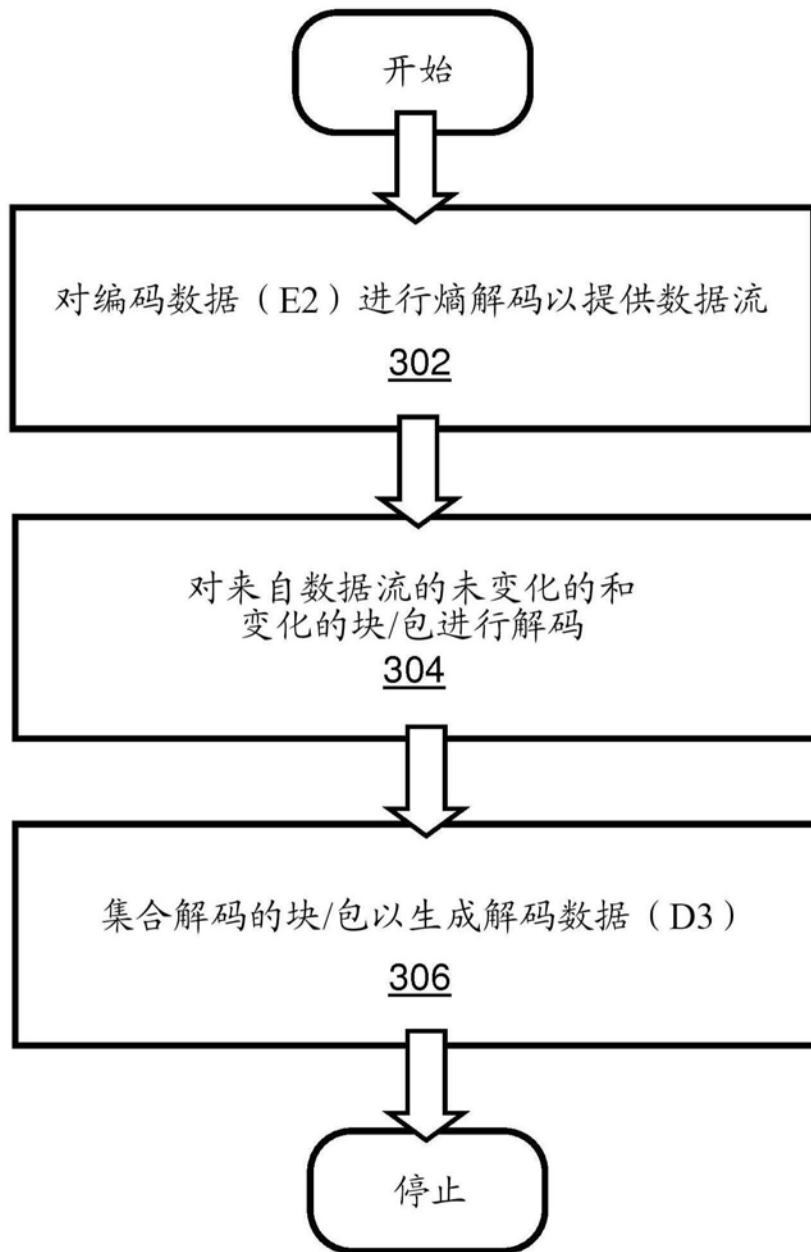 开始
对编码数据（E2）进行熵解码以提供数据流
302
对来自数据流的未变化的和
变化的块/包进行解码
304
集合解码的块/包以生成解码数据（D3）
306
停止